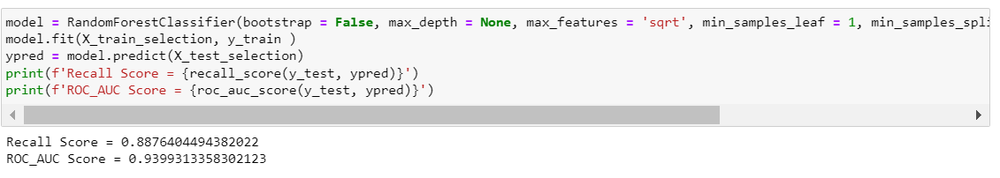 model = RandomForestClassifier(bootstrap = False, max_depth = None, max_features = 'sqrt', min_samples_leaf = 1, min_samples_spli
model.fit(X_train_selection, y_train )
ypred = model.predict(X_test_selection)
print(f'Recall Score = {recall_score(y_test, ypred)}')
print(f'ROC_AUC Score = {roc_auc_score(y_test, ypred)}')
Recall Score = 0.8876404494382022
ROC_AUC Score = 0.9399313358302123